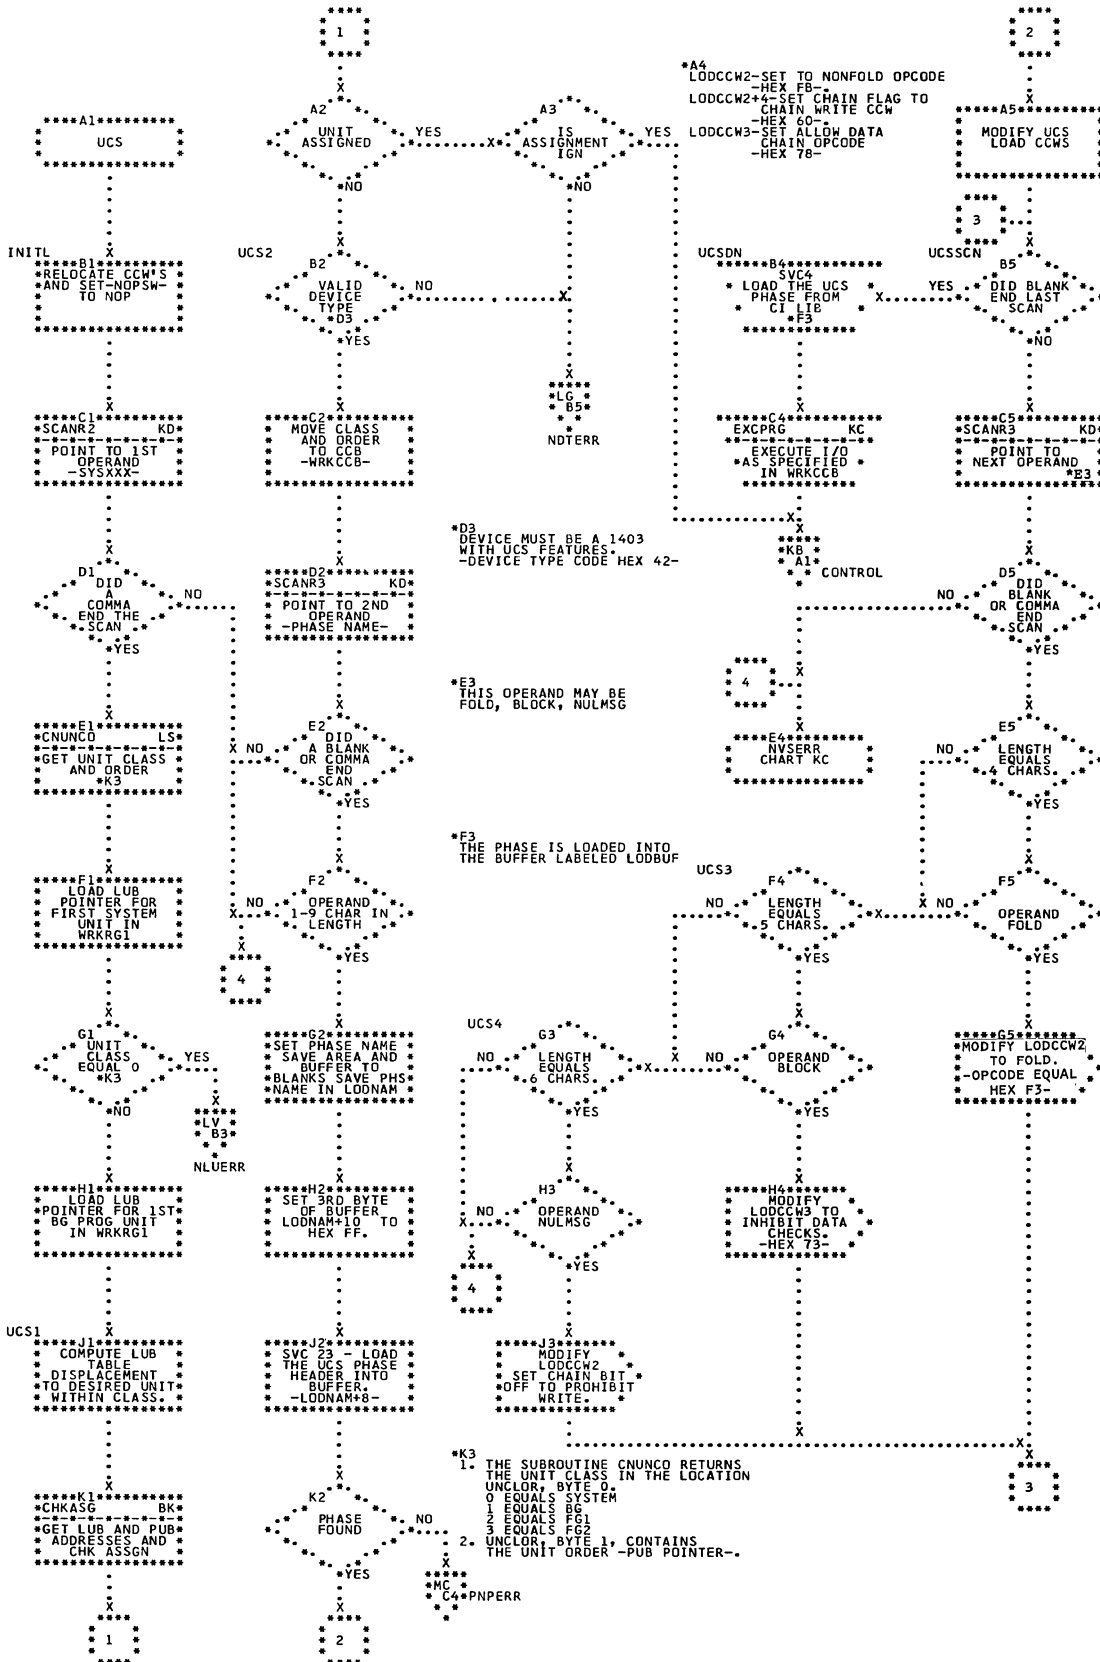 1
2
*A4
LODCCW2-SET TO NONFOLD OPCODE
-HEX FB-.
LODCCW2+4-SET CHAIN FLAG TO
CHAIN WRITE CCW
-HEX 60-.
LODCCW3-SET ALLOW DATA
CHAIN OPCODE
-HEX 78-
A1
UCS
A2
UNIT
ASSIGNED
YES
NO
A3
IS
ASSIGNMENT
IGN
YES
NO
A5
MODIFY UCS
LOAD CCWS
3
INITL
B1
RELOCATE CCW'S
AND SET-NOPSW-
TO NOP
UCS2
B2
VALID
DEVICE
TYPE
*D3
NO
YES
UCSDN
B4
SVC4
LOAD THE UCS
PHASE FROM
CI LIB
*F3
UCSSCN
B5
DID BLANK
END LAST
SCAN
YES
NO
LG
B5
NDTERR
C1
SCANR2 KD
POINT TO 1ST
OPERAND
-SYSXXX-
C2
MOVE CLASS
AND ORDER
TO CCB
-WRKCCB-
C4
EXCPRG KC
EXECUTE I/O
AS SPECIFIED
IN WRKCCB
C5
SCANR3 KD
POINT TO
NEXT OPERAND
*E3
*D3
DEVICE MUST BE A 1403
WITH UCS FEATURES.
-DEVICE TYPE CODE HEX 42-
KB
A1
CONTROL
D1
DID
A
COMMA
END THE
SCAN
NO
YES
D2
SCANR3 KD
POINT TO 2ND
OPERAND
-PHASE NAME-
D5
DID
BLANK
OR COMMA
END
SCAN
NO
YES
*E3
THIS OPERAND MAY BE
FOLD, BLOCK, NULMSG
4
E1
CNUNCO LS
GET UNIT CLASS
AND ORDER
*K3
E2
DID
A BLANK
OR COMMA
END
SCAN
NO
YES
E4
NVSERR
CHART KC
E5
LENGTH
EQUALS
4 CHARS.
NO
YES
*F3
THE PHASE IS LOADED INTO
THE BUFFER LABELED LODBUF
F1
LOAD LUB
POINTER FOR
FIRST SYSTEM
UNIT IN
WRKRG1
F2
OPERAND
1-9 CHAR IN
LENGTH
NO
YES
UCS3
F4
LENGTH
EQUALS
5 CHARS.
NO
YES
F5
OPERAND
FOLD
NO
YES
4
G1
UNIT
CLASS
EQUAL 0
*K3
YES
NO
G2
SET PHASE NAME
SAVE AREA AND
BUFFER TO
BLANKS SAVE PHS
NAME IN LODNAM
UCS4
G3
LENGTH
EQUALS
6 CHARS.
NO
YES
G4
OPERAND
BLOCK
NO
YES
G5
MODIFY LODCCW2
TO FOLD.
-OPCODE EQUAL
HEX F3-
LV
B3
NLUERR
H1
LOAD LUB
POINTER FOR 1ST
BG PROG UNIT
IN WRKRG1
H2
SET 3RD BYTE
OF BUFFER
LODNAM+10 TO
HEX FF.
H3
OPERAND
NULMSG
NO
YES
H4
MODIFY
LODCCW3 TO
INHIBIT DATA
CHECKS.
-HEX 73-
4
UCS1
J1
COMPUTE LUB
TABLE
DISPLACEMENT
TO DESIRED UNIT
WITHIN CLASS.
J2
SVC 23 - LOAD
THE UCS PHASE
HEADER INTO
BUFFER.
-LODNAM+8-
J3
MODIFY
LODCCW2
SET CHAIN BIT
OFF TO PROHIBIT
WRITE.
*K3
1. THE SUBROUTINE CNUNCO RETURNS
THE UNIT CLASS IN THE LOCATION
UNCLOR, BYTE 0.
0 EQUALS SYSTEM
1 EQUALS BG
2 EQUALS FG1
3 EQUALS FG2
2. UNCLOR, BYTE 1, CONTAINS
THE UNIT ORDER -PUB POINTER-.
3
K1
CHKASG BK
GET LUB AND PUB
ADDRESSES AND
CHK ASSGN
K2
PHASE
FOUND
NO
YES
MC
C4
PNPERR
1
2